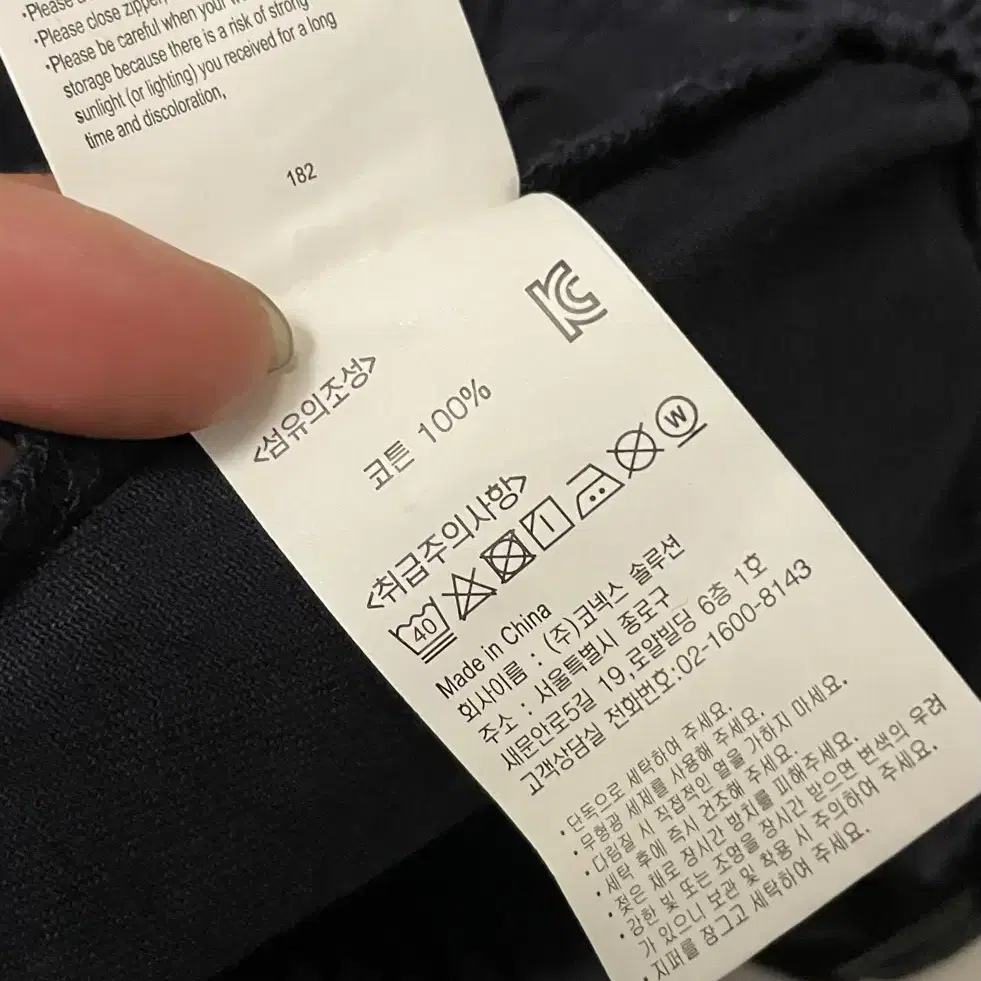 ·Please
·Please close zipper
·Please be careful when your
storage because there is a risk of strong
sunlight (or lighting) you received for a long
time and discoloration,
182
<섬유의조성>
코튼 100%
<취급주의사항>
40
W
Made in China
회사이름 : (주)코넥스 솔루션
주소 : 서울특별시 종로구
새문안로5길 19,로얄빌딩 6층 1호
고객상담실 전화번호:02-1600-8143
·단독으로 세탁하여 주세요.
·무형광 세제를 사용해 주세요.
·다림질 시 직접적인 열을 가하지 마세요.
·세탁 후에 즉시 건조해 주세요.
·젖은 채로 장시간 방치를 피해주세요.
·강한 빛 또는 조명을 장시간 받으면 변색의 우려
가 있으니 보관 및 착용 시 주의하여 주세요.
·지퍼를 잠그고 세탁하여 주세요.